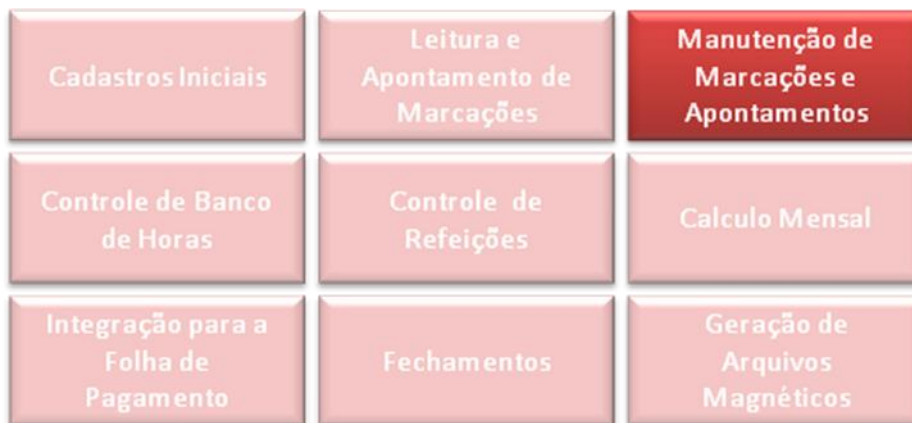 Cadastros Iniciais
Leitura e
Apontamento de
Marcações
Manutenção de
Marcações e
Apontamentos
Controle de Banco
de Horas
Controle de
Refeições
Calculo Mensal
Integração para a
Folha de
Pagamento
Fechamentos
Geração de
Arquivos
Magnéticos